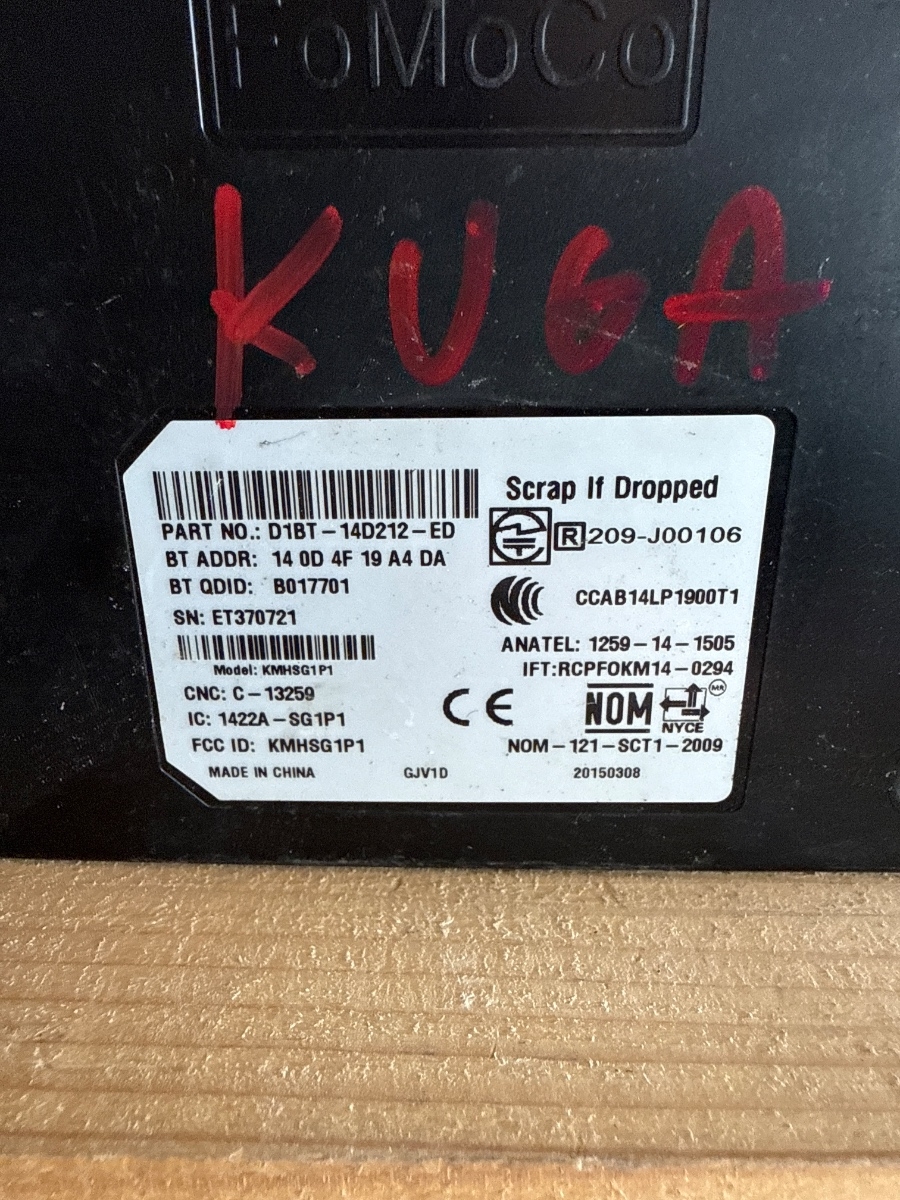 FoMoCo
KUGA
Scrap If Dropped
PART NO.: D1BT-14D212-ED
R 209-J00106
BT ADDR: 14 0D 4F 19 A4 DA
BT QDID: B017701
CCAB14LP1900T1
SN: ET370721
ANATEL: 1259-14-1505
Model: KMHSG1P1
IFT:RCPFOKM14-0294
CNC: C-13259
CE NOM MR
NYCE
IC: 1422A-SG1P1
FCC ID: KMHSG1P1
NOM-121-SCT1-2009
MADE IN CHINA GJV1D 20150308